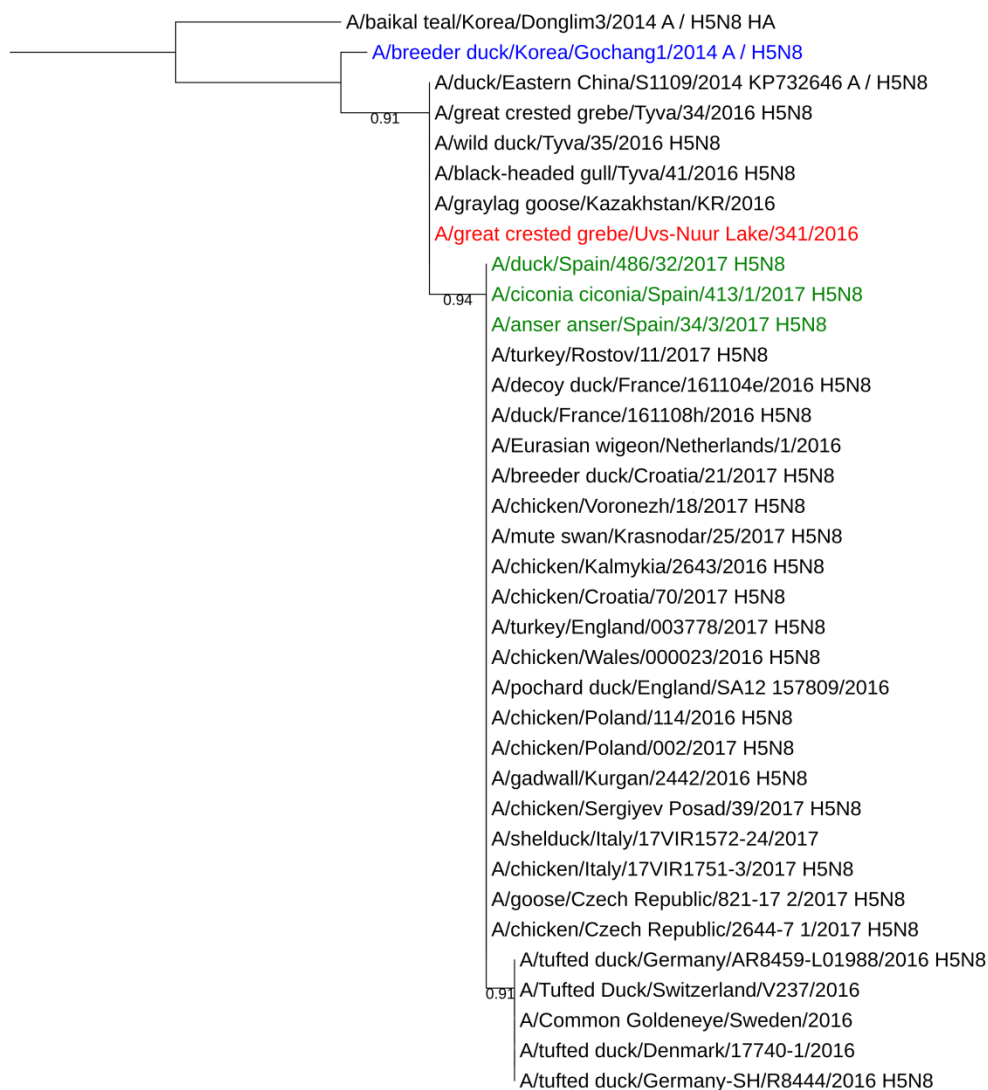 A/baikal teal/Korea/Donglim3/2014 A / H5N8 HA
A/breeder duck/Korea/Gochang1/2014 A / H5N8
A/duck/Eastern China/S1109/2014 KP732646 A / H5N8
A/great crested grebe/Tyva/34/2016 H5N8
0.91
A/wild duck/Tyva/35/2016 H5N8
A/black-headed gull/Tyva/41/2016 H5N8
A/graylag goose/Kazakhstan/KR/2016
A/great crested grebe/Uvs-Nuur Lake/341/2016
A/duck/Spain/486/32/2017 H5N8
A/ciconia ciconia/Spain/413/1/2017 H5N8
0.94
A/anser anser/Spain/34/3/2017 H5N8
A/turkey/Rostov/11/2017 H5N8
A/decoy duck/France/161104e/2016 H5N8
A/duck/France/161108h/2016 H5N8
A/Eurasian wigeon/Netherlands/1/2016
A/breeder duck/Croatia/21/2017 H5N8
A/chicken/Voronezh/18/2017 H5N8
A/mute swan/Krasnodar/25/2017 H5N8
A/chicken/Kalmykia/2643/2016 H5N8
A/chicken/Croatia/70/2017 H5N8
A/turkey/England/003778/2017 H5N8
A/chicken/Wales/000023/2016 H5N8
A/pochard duck/England/SA12 157809/2016
A/chicken/Poland/114/2016 H5N8
A/chicken/Poland/002/2017 H5N8
A/gadwall/Kurgan/2442/2016 H5N8
A/chicken/Sergiyev Posad/39/2017 H5N8
A/shelduck/Italy/17VIR1572-24/2017
A/chicken/Italy/17VIR1751-3/2017 H5N8
A/goose/Czech Republic/821-17 2/2017 H5N8
A/chicken/Czech Republic/2644-7 1/2017 H5N8
A/tufted duck/Germany/AR8459-L01988/2016 H5N8
0.91
A/Tufted Duck/Switzerland/V237/2016
A/Common Goldeneye/Sweden/2016
A/tufted duck/Denmark/17740-1/2016
A/tufted duck/Germany-SH/R8444/2016 H5N8